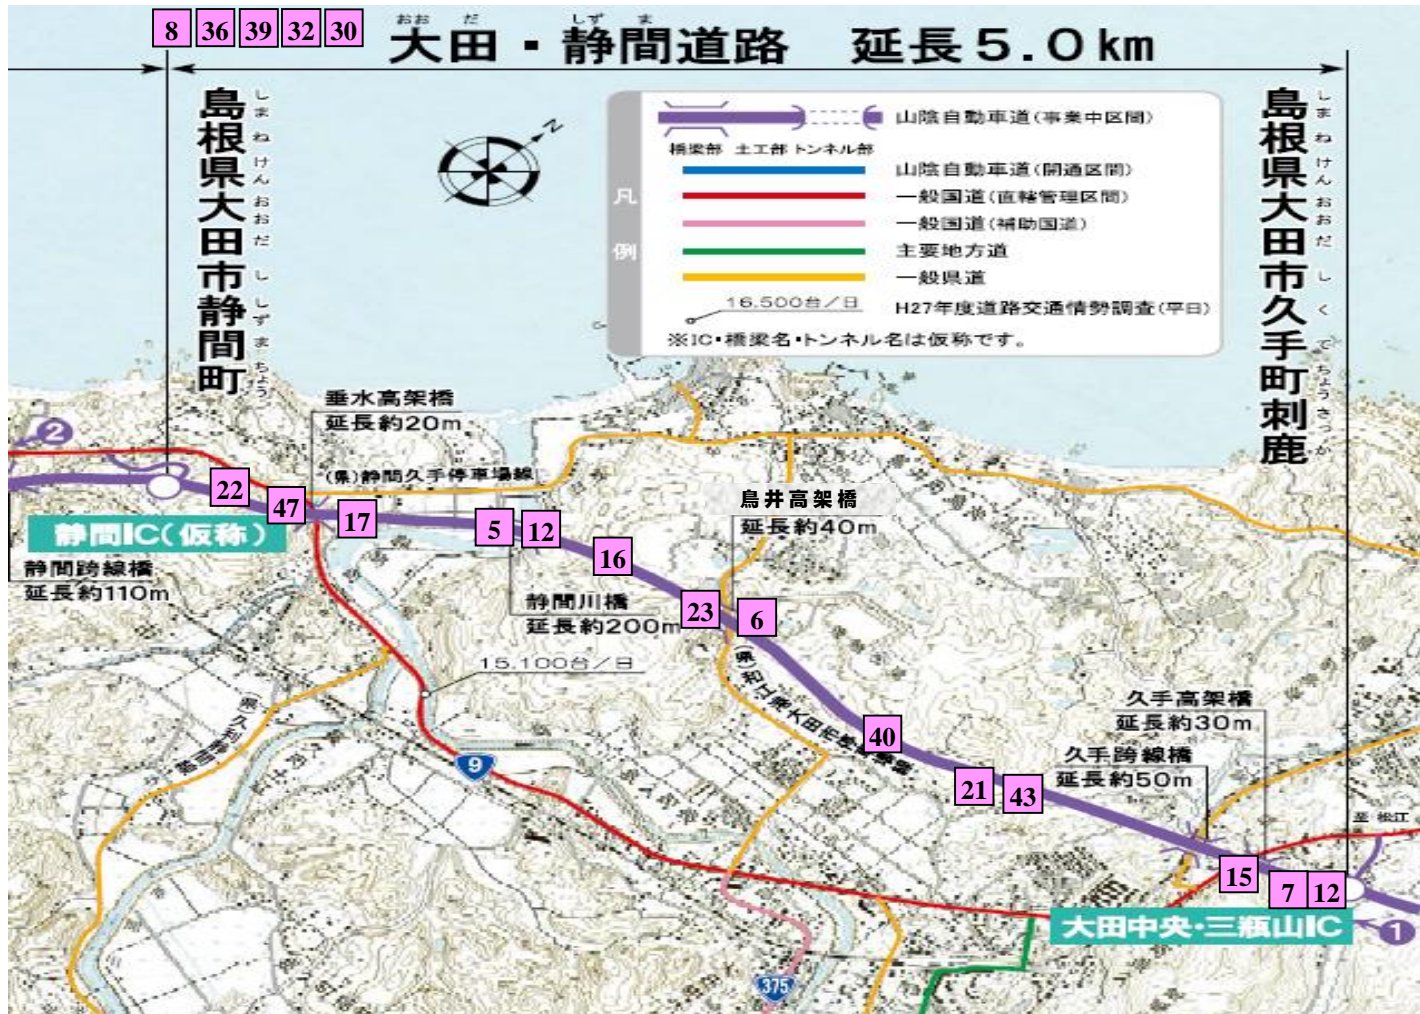 8 36 39 32 30
おお だ しず ま
大田・静間道路 延長5.0km
島根県大田市静間町
しまねけんおおだ し しずまちょう
島根県大田市久手町刺鹿
しまねけんおおだ し く てちょうさつか
凡例
山陰自動車道(事業中区間)
橋梁部 土工部 トンネル部
山陰自動車道(開通区間)
一般国道(直轄管理区間)
一般国道(補助国道)
主要地方道
一般県道
16,500台/日 H27年度道路交通情勢調査(平日)
※IC・橋梁名・トンネル名は仮称です。
N
2
垂水高架橋
延長約20m
(県)静間久手停車場線
22
47
17
5
12
16
23
6
40
21
43
15
7
12
静間IC(仮称)
静間跨線橋
延長約110m
鳥井高架橋
延長約40m
静間川橋
延長約200m
15,100台/日
9
久手高架橋
延長約30m
久手跨線橋
延長約50m
至 松江
大田中央・三瓶山IC
1
375